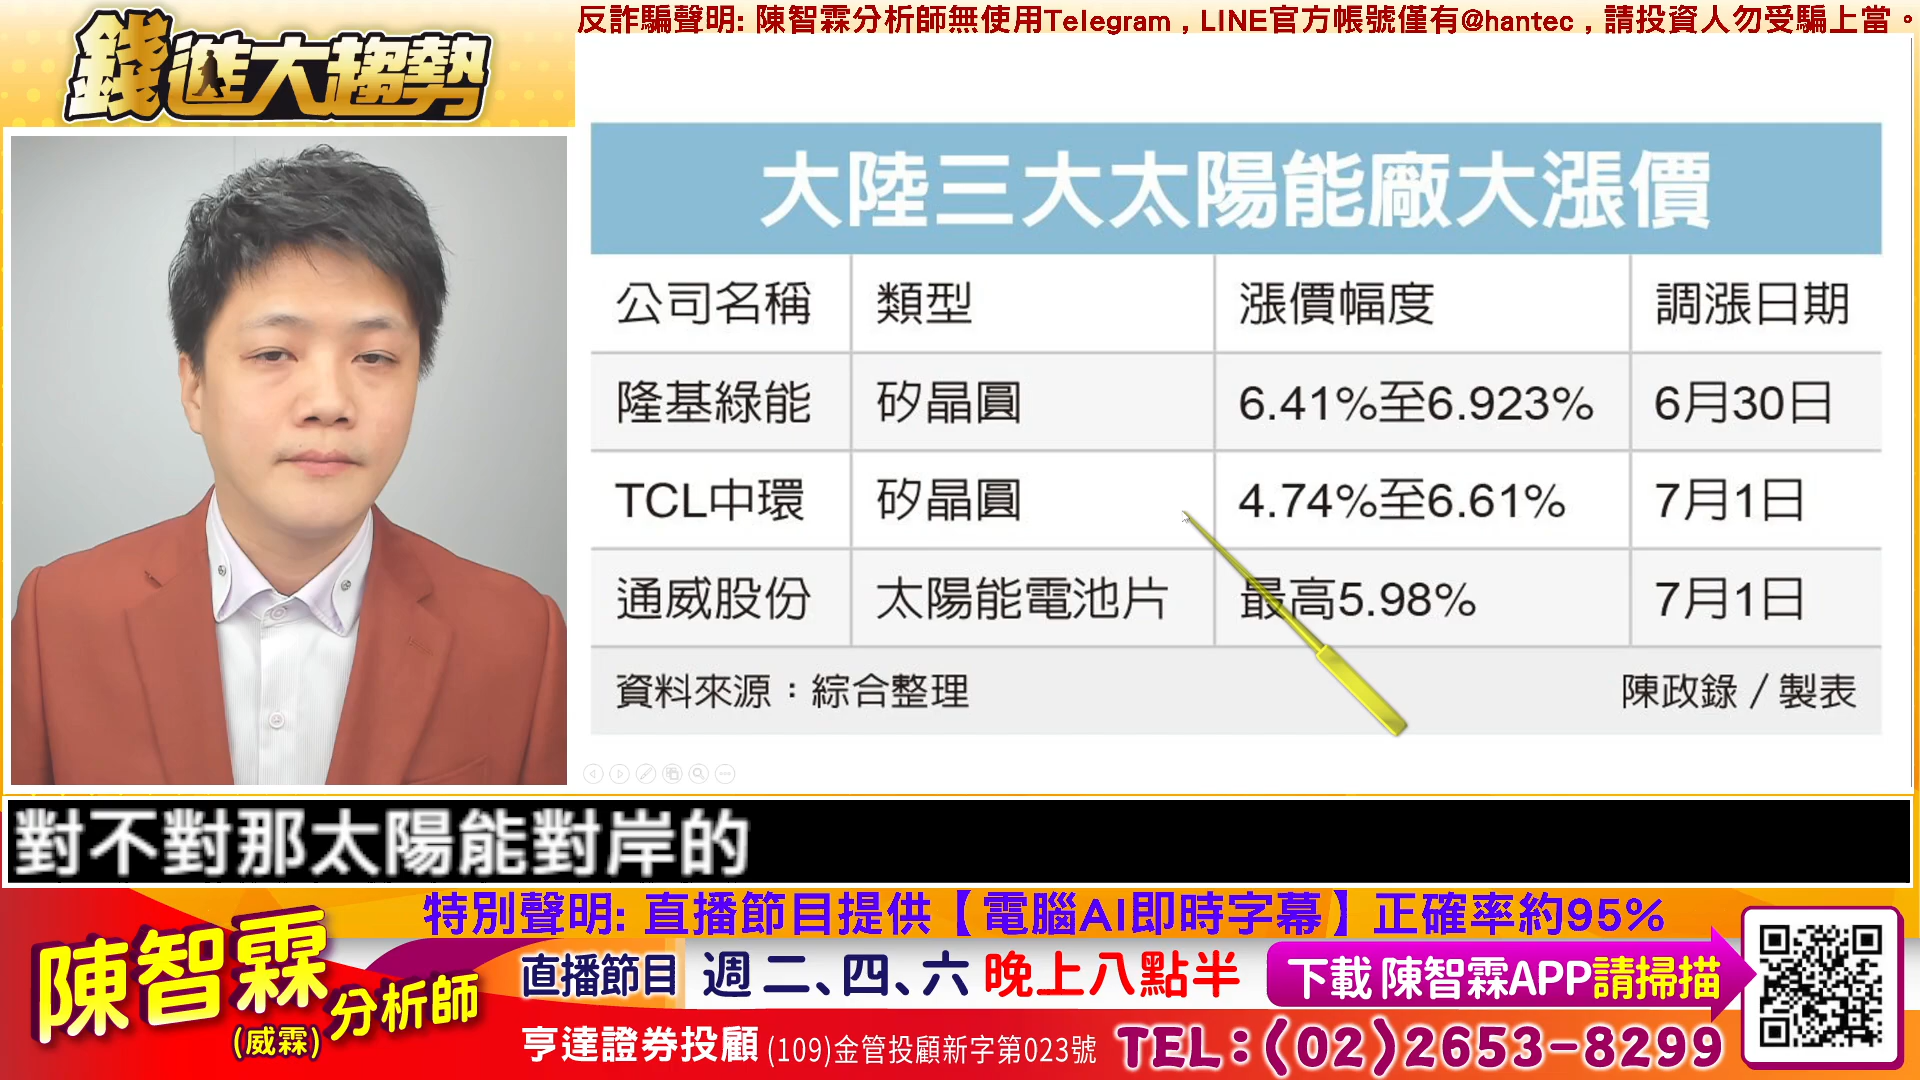 反詐騙聲明: 陳智霖分析師無使用Telegram , LINE官方帳號僅有@hantec , 請投資人勿受騙上當。
錢進大趨勢
大陸三大太陽能廠大漲價
公司名稱 類型 漲價幅度 調漲日期
隆基綠能 矽晶圓 6.41%至6.923% 6月30日
TCL中環 矽晶圓 4.74%至6.61% 7月1日
通威股份 太陽能電池片 最高5.98% 7月1日
資料來源：綜合整理 陳政錄／製表
對不對那太陽能對岸的
特別聲明: 直播節目提供【電腦AI即時字幕】正確率約95%
陳智霖分析師
(威霖)
直播節目 週二、四、六 晚上八點半
下載 陳智霖APP請掃描
亨達證券投顧 (109)金管投顧新字第023號 TEL:(02)2653-8299